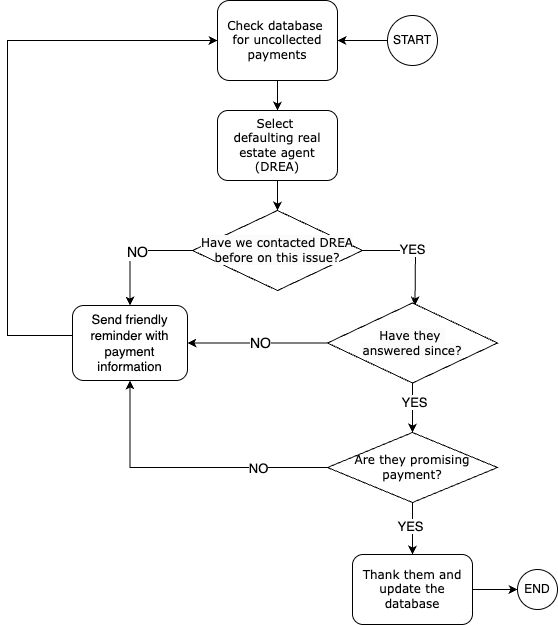 Check database
for uncollected
payments
START
Select
defaulting real
estate agent
(DREA)
Have we contacted DREA
before on this issue?
NO
YES
Send friendly
reminder with
payment
information
NO
Have they
answered since?
YES
NO
Are they promising
payment?
YES
Thank them and
update the
database
END